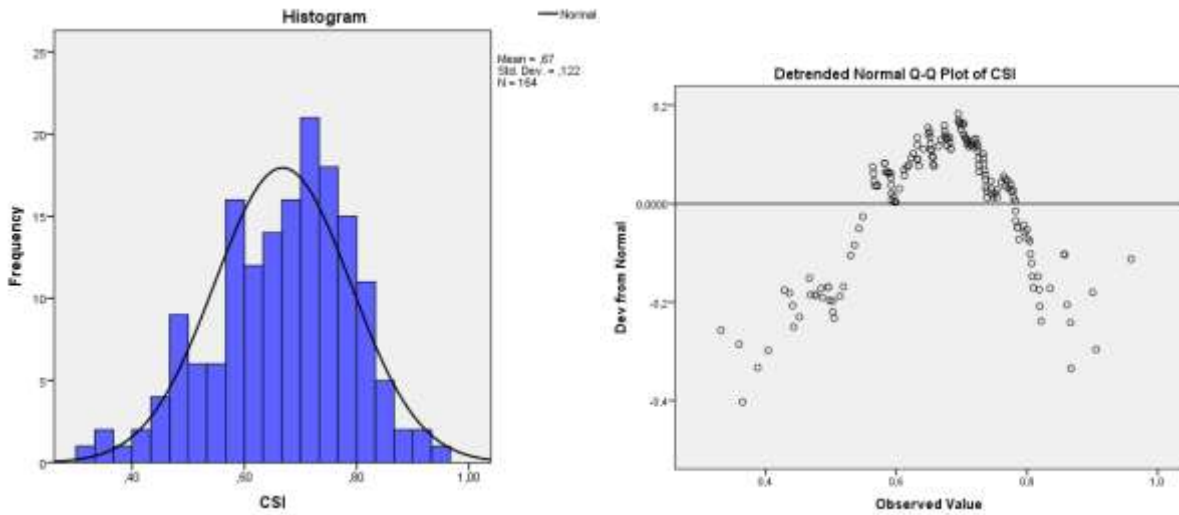 Histogram
Normal
Mean = ,67
Std. Dev. = ,122
N = 164
25
20
15
10
5
0
Frequency
,40
,60
,80
1,00
CSI
Detrended Normal Q-Q Plot of CSI
0,2
0,0000
-0,2
-0,4
Dev from Normal
0,4
0,6
0,8
1,0
Observed Value